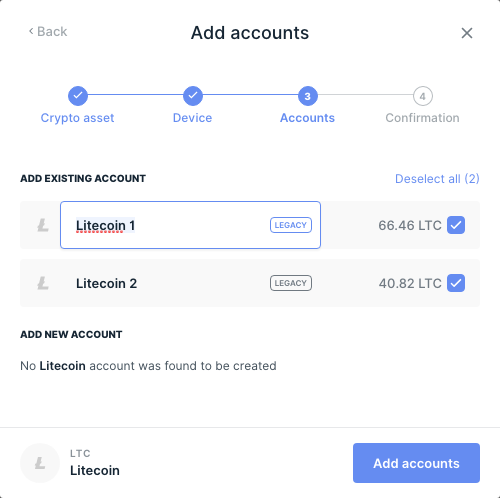 Back
Add accounts
3
4
Crypto asset
Device
Accounts
Confirmation
ADD EXISTING ACCOUNT
Deselect all (2)
Litecoin 1 LEGACY 66.46 LTC
Litecoin 2 LEGACY 40.82 LTC
ADD NEW ACCOUNT
No Litecoin account was found to be created
LTC
Litecoin
Add accounts